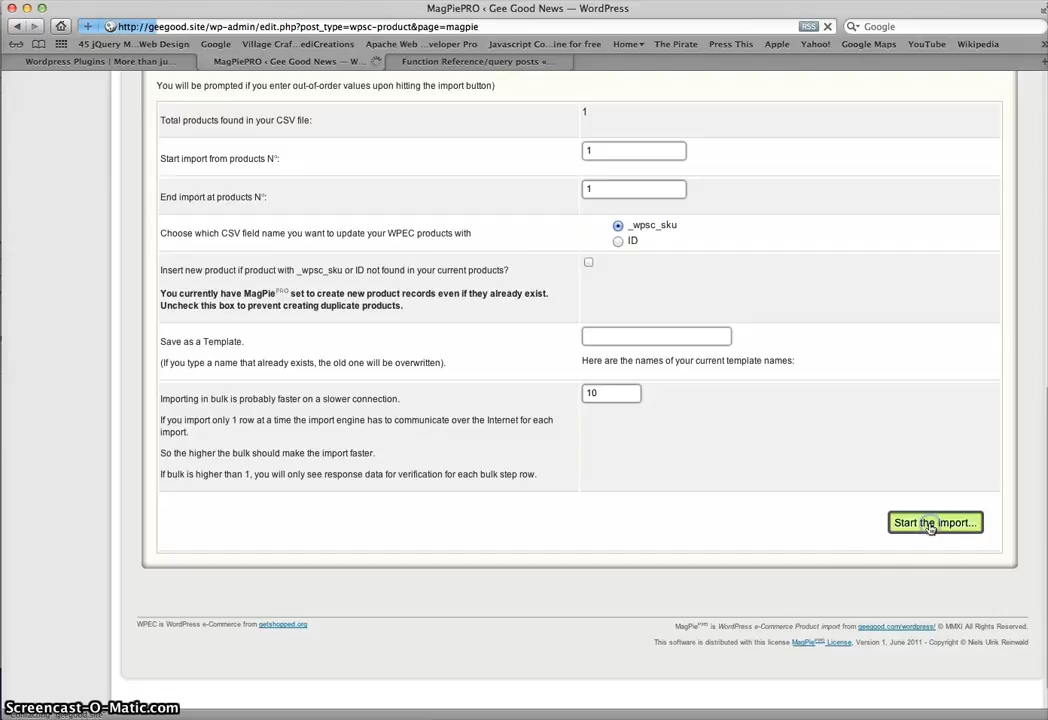 MagPiePRO ‹ Gee Good News — WordPress
http://geegood.site/wp-admin/edit.php?post_type=wpsc-product&page=magpie
RSS
Google
45 jQuery M...Web Design Google Village Craf...ediCreations Apache Web ...veloper Pro Javascript Co...ine for free Home The Pirate Press This Apple Yahoo! Google Maps YouTube Wikipedia
Wordpress Plugins | More than ju... MagPiePRO ‹ Gee Good News — W... Function Reference/query posts «...
You will be prompted if you enter out-of-order values upon hitting the import button)
Total products found in your CSV file: 1
Start import from products N°: 1
End import at products N°: 1
Choose which CSV field name you want to update your WPEC products with
_wpsc_sku
ID
Insert new product if product with _wpsc_sku or ID not found in your current products?
You currently have MagPiePRO set to create new product records even if they already exist.
Uncheck this box to prevent creating duplicate products.
Save as a Template.
(If you type a name that already exists, the old one will be overwritten).
Here are the names of your current template names:
Importing in bulk is probably faster on a slower connection. 10
If you import only 1 row at a time the import engine has to communicate over the Internet for each
import.
So the higher the bulk should make the import faster.
If bulk is higher than 1, you will only see response data for verification for each bulk step row.
Start the import...
WPEC is WordPress e-Commerce from getshopped.org
MagPiePRO is WordPress e-Commerce Product import from geegood.com/wordpress/ © MMXI All Rights Reserved.
This software is distributed with this license MagPiePRO License, Version 1, June 2011 - Copyright © Niels Ulrik Reinwald
Screencast-O-Matic.com